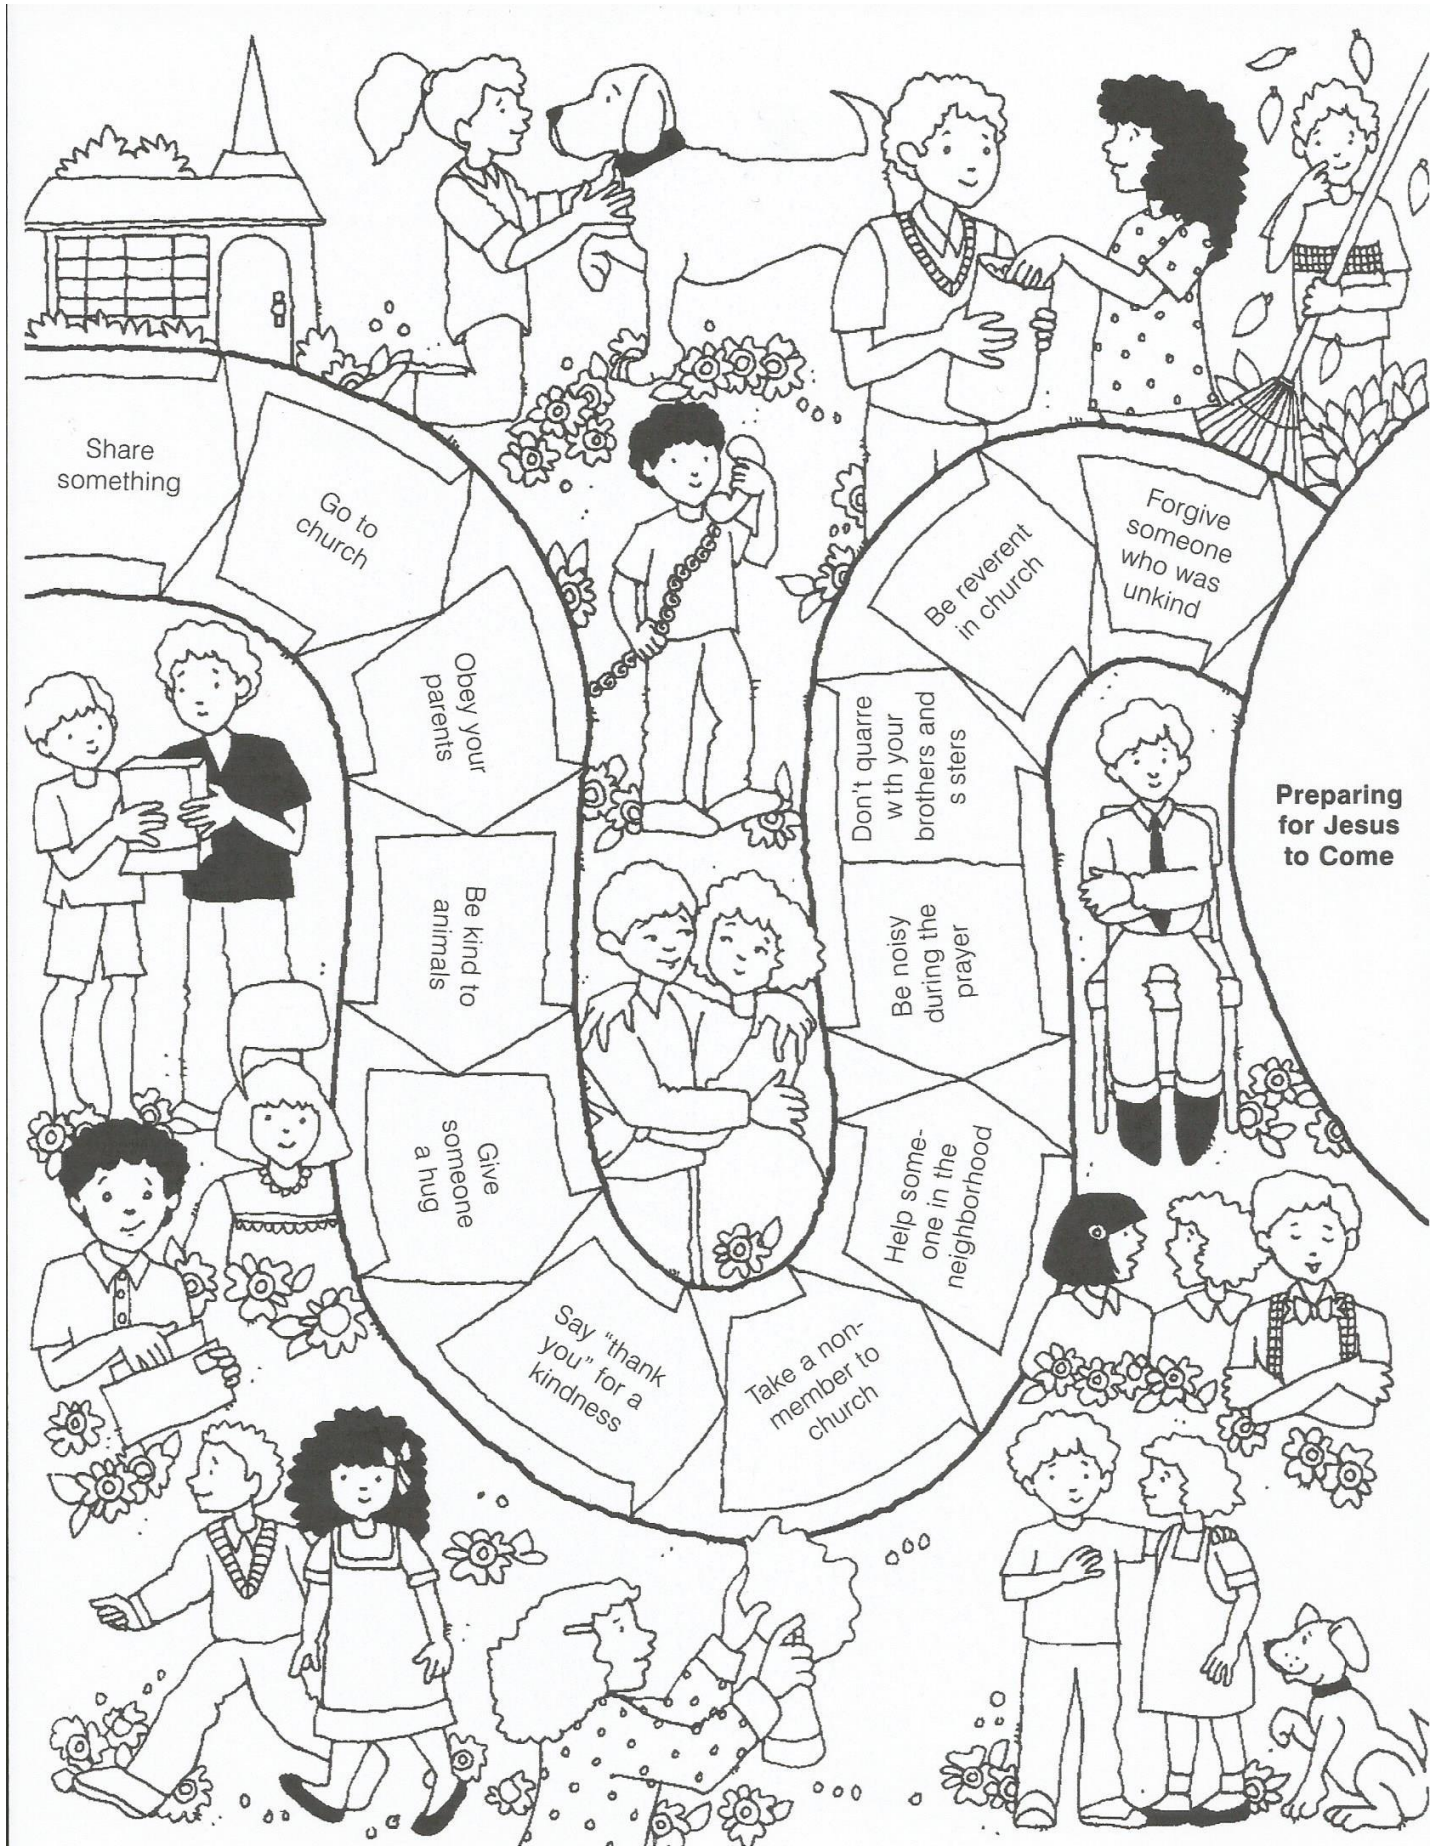 Share
something
Go to
church
Obey your
parents
Be kind to
animals
Give
someone
a hug
Say "thank
you" for a
kindness
Take a non-
member to
church
Help some-
one in the
neighborhood
Be noisy
during the
prayer
Don't quarre
w th your
brothers and
s sters
Be reverent
in church
Forgive
someone
who was
unkind
Preparing
for Jesus
to Come